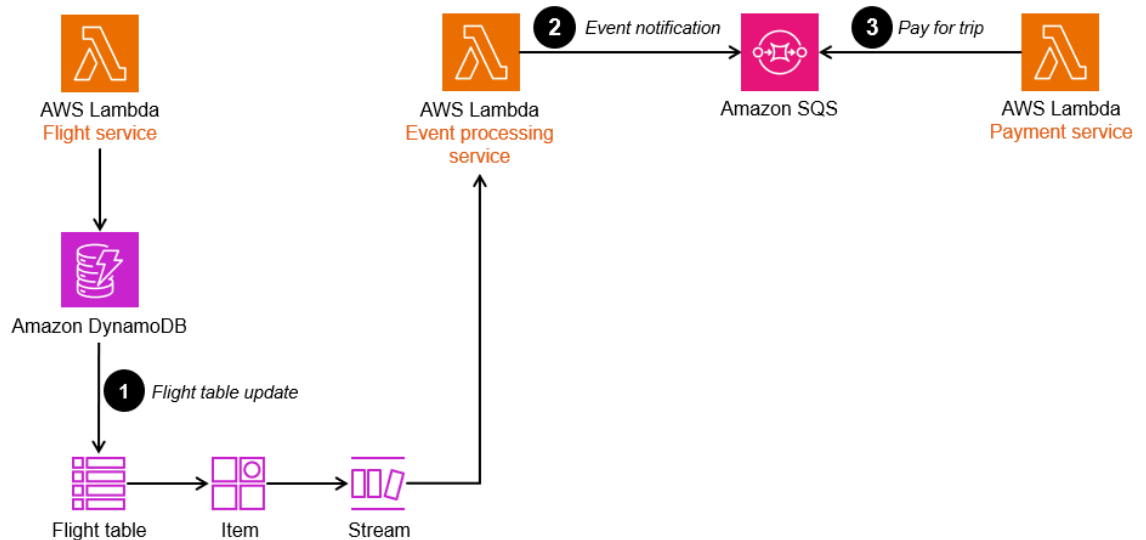 2 Event notification
3 Pay for trip
AWS Lambda
Flight service
AWS Lambda
Event processing
service
Amazon SQS
AWS Lambda
Payment service
Amazon DynamoDB
1 Flight table update
Flight table
Item
Stream